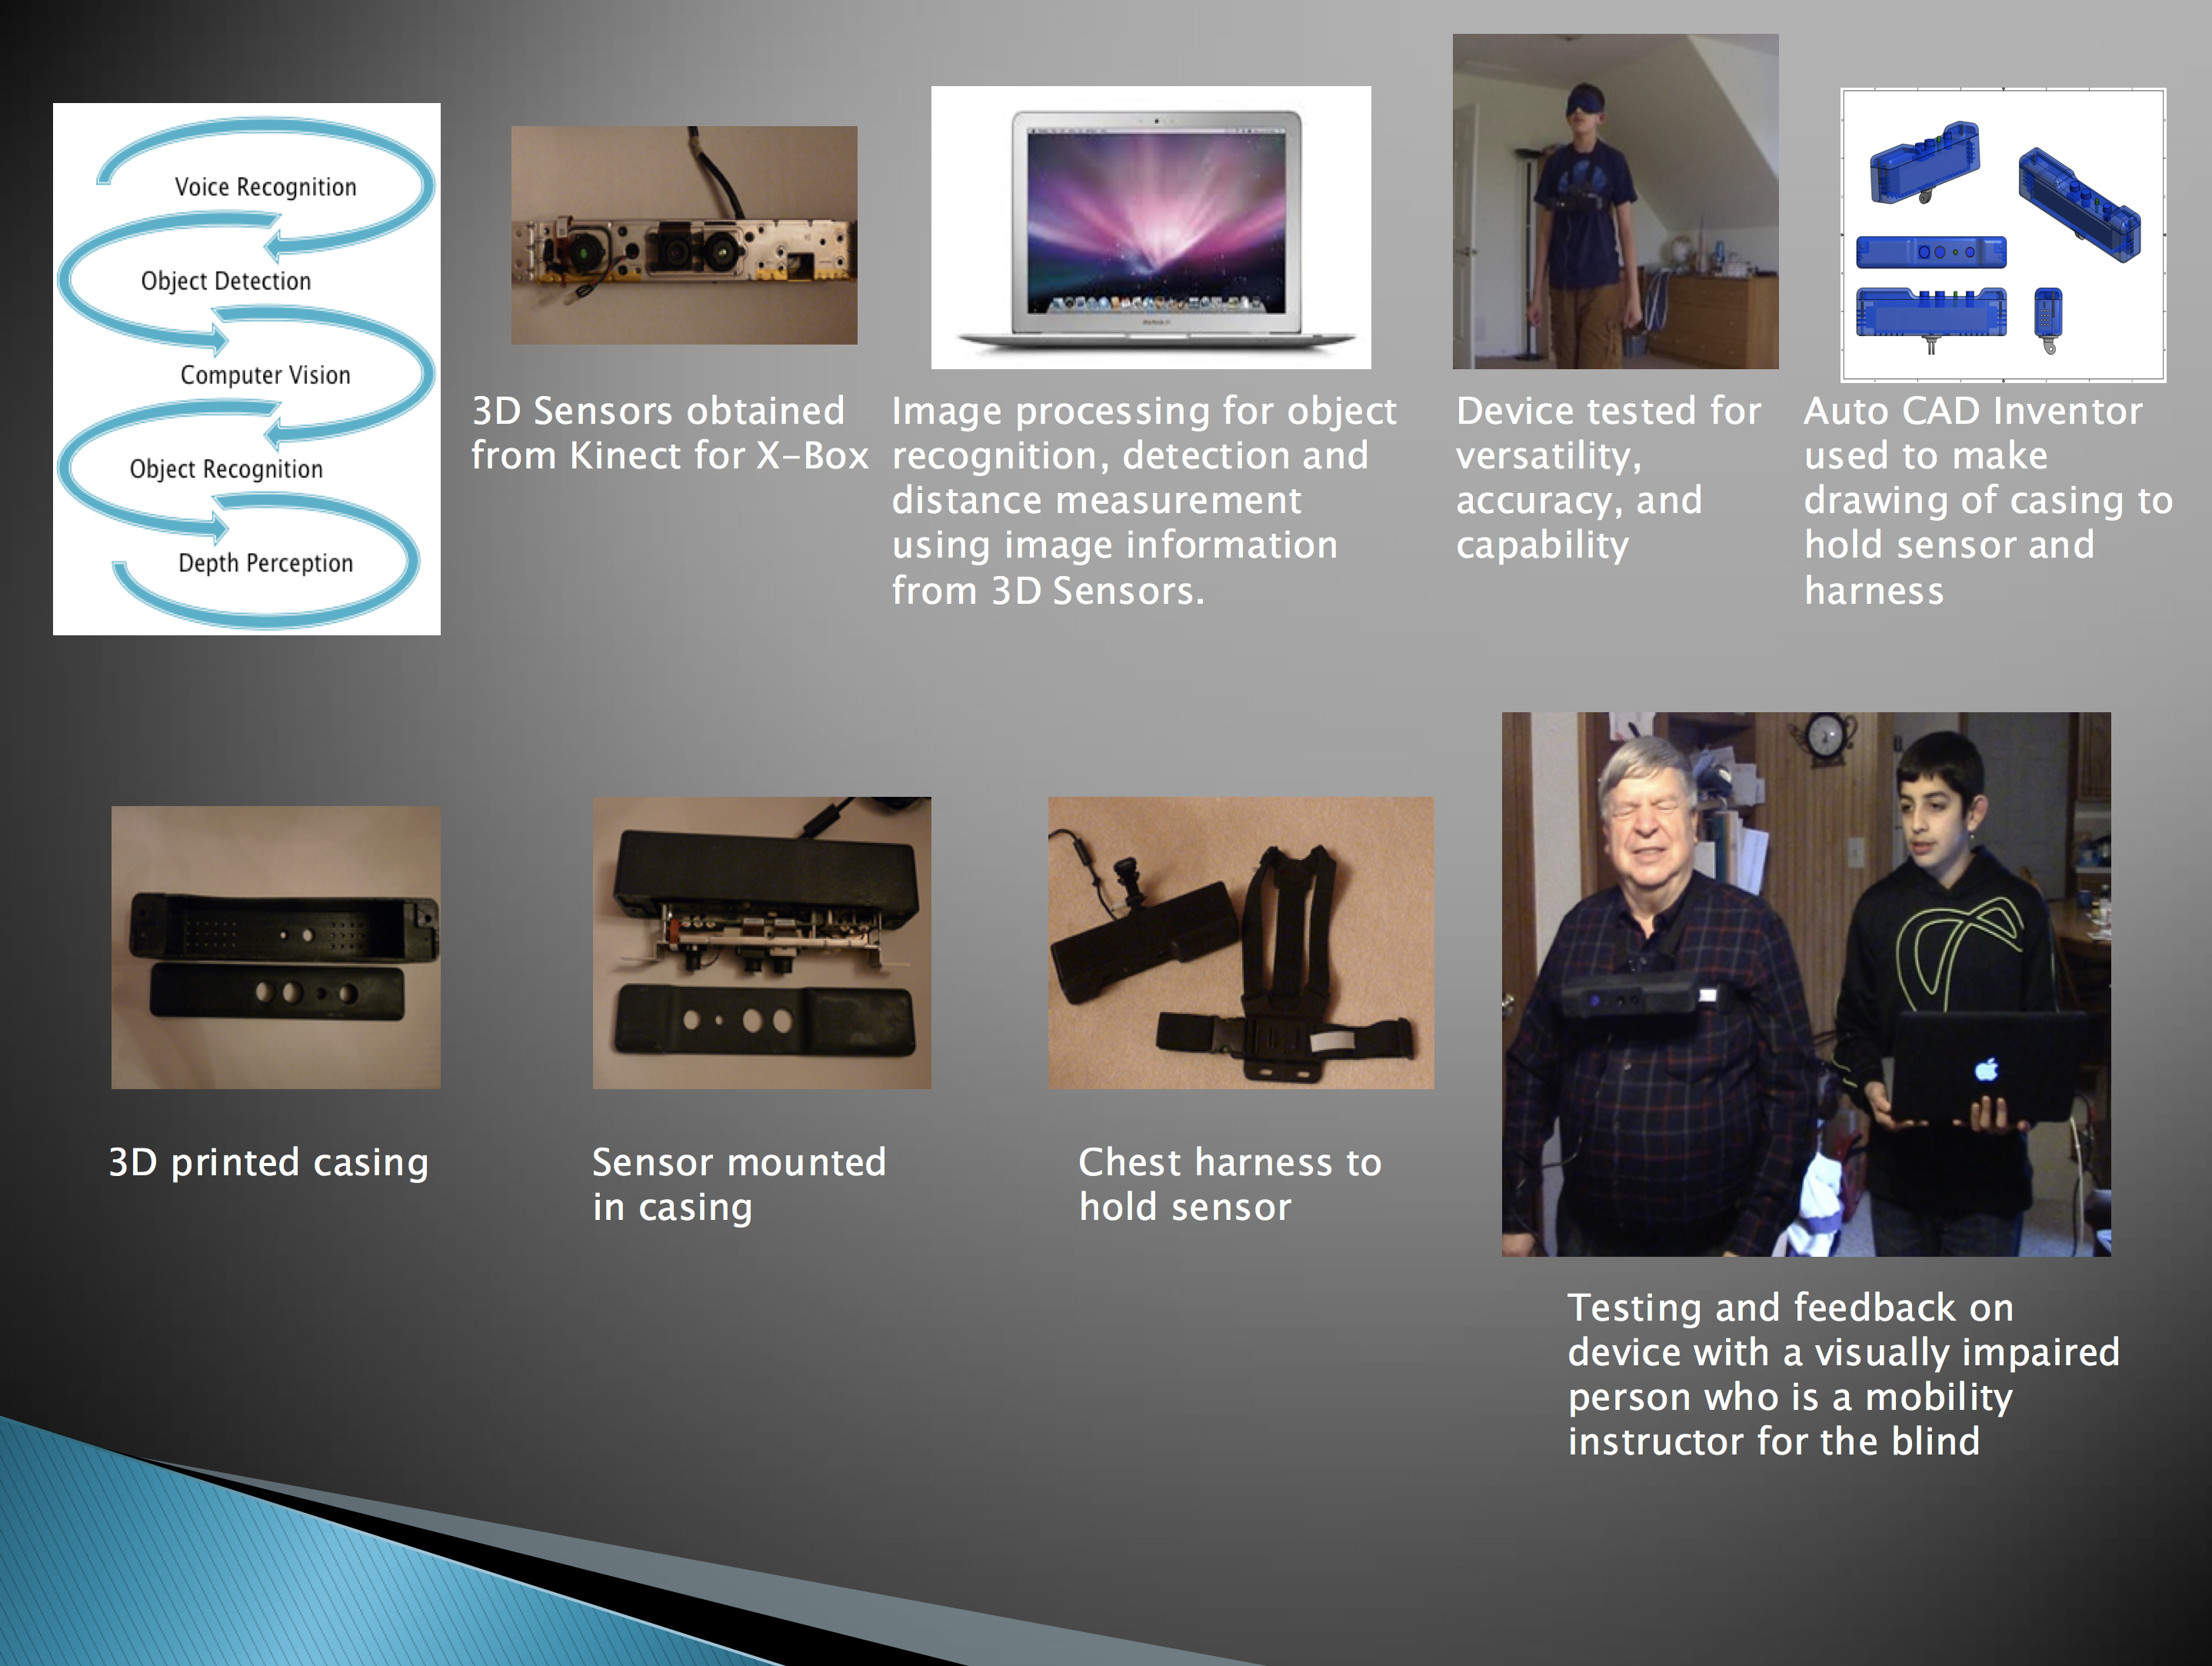 Voice Recognition
Object Detection
Computer Vision
Object Recognition
Depth Perception
3D Sensors obtained
from Kinect for X-Box
Image processing for object
recognition, detection and
distance measurement
using image information
from 3D Sensors.
Device tested for
versatility,
accuracy, and
capability
Auto CAD Inventor
used to make
drawing of casing to
hold sensor and
harness
3D printed casing
Sensor mounted
in casing
Chest harness to
hold sensor
Testing and feedback on
device with a visually impaired
person who is a mobility
instructor for the blind